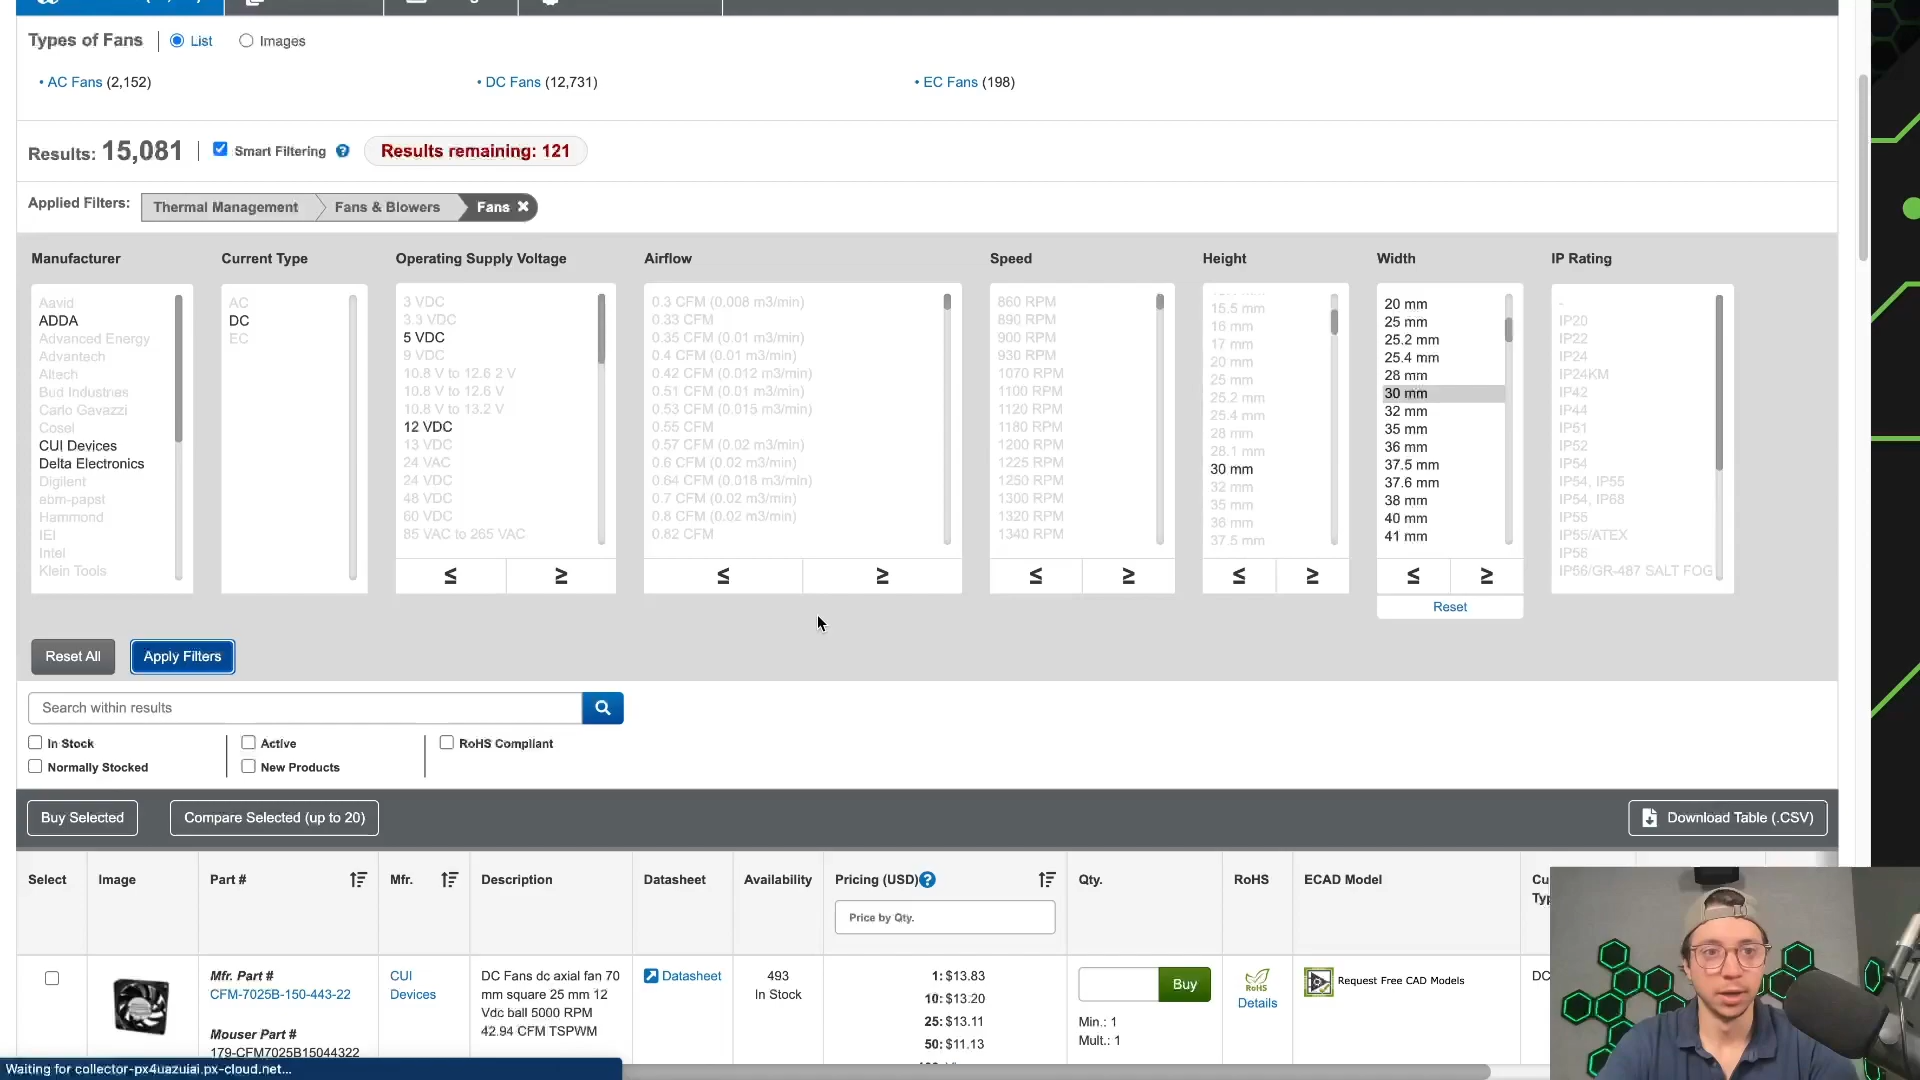 Types of Fans
List
Images
• AC Fans (2,152)
• DC Fans (12,731)
• EC Fans (198)
Results: 15,081
Smart Filtering ?
Results remaining: 121
Applied Filters:
Thermal Management
Fans & Blowers
Fans ✖
Manufacturer
Aavid
ADDA
Advanced Energy
Advantech
Altech
Bud Industries
Carlo Gavazzi
Cosel
CUI Devices
Delta Electronics
Digilent
ebm-papst
Hammond
IEI
Intel
Klein Tools
Current Type
AC
DC
EC
Operating Supply Voltage
3 VDC
3.3 VDC
5 VDC
9 VDC
10.8 V to 12.6 2 V
10.8 V to 12.6 V
10.8 V to 13.2 V
12 VDC
13 VDC
24 VAC
24 VDC
48 VDC
60 VDC
85 VAC to 265 VAC
≤
≥
Airflow
0.3 CFM (0.008 m3/min)
0.33 CFM
0.35 CFM (0.01 m3/min)
0.4 CFM (0.01 m3/min)
0.42 CFM (0.012 m3/min)
0.51 CFM (0.01 m3/min)
0.53 CFM (0.015 m3/min)
0.55 CFM
0.57 CFM (0.02 m3/min)
0.6 CFM (0.02 m3/min)
0.64 CFM (0.018 m3/min)
0.7 CFM (0.02 m3/min)
0.8 CFM (0.02 m3/min)
0.82 CFM
≤
≥
Speed
860 RPM
890 RPM
900 RPM
930 RPM
1070 RPM
1100 RPM
1120 RPM
1180 RPM
1200 RPM
1225 RPM
1250 RPM
1300 RPM
1320 RPM
1340 RPM
≤
≥
Height
15.5 mm
16 mm
17 mm
20 mm
25 mm
25.2 mm
25.4 mm
28 mm
28.1 mm
30 mm
32 mm
35 mm
36 mm
37.5 mm
≤
≥
Width
20 mm
25 mm
25.2 mm
25.4 mm
28 mm
30 mm
32 mm
35 mm
36 mm
37.5 mm
37.6 mm
38 mm
40 mm
41 mm
≤
≥
Reset
IP Rating
-
IP20
IP22
IP24
IP24KM
IP42
IP44
IP51
IP52
IP54
IP54, IP55
IP54, IP68
IP55
IP55/ATEX
IP56
IP56/GR-487 SALT FOG
Reset All
Apply Filters
Search within results
In Stock
Active
RoHS Compliant
Normally Stocked
New Products
Buy Selected
Compare Selected (up to 20)
Download Table (.CSV)
Select
Image
Part #
Mfr.
Description
Datasheet
Availability
Pricing (USD) ?
Price by Qty.
Qty.
RoHS
ECAD Model
Mfr. Part #
CFM-7025B-150-443-22
Mouser Part #
179-CFM7025B15044322
CUI
Devices
DC Fans dc axial fan 70
mm square 25 mm 12
Vdc ball 5000 RPM
42.94 CFM TSPWM
Datasheet
493
In Stock
1: $13.83
10: $13.20
25: $13.11
50: $11.13
Buy
Min.: 1
Mult.: 1
RoHS
Details
Request Free CAD Models
DC
Waiting for collector-px4uazuiai.px-cloud.net...